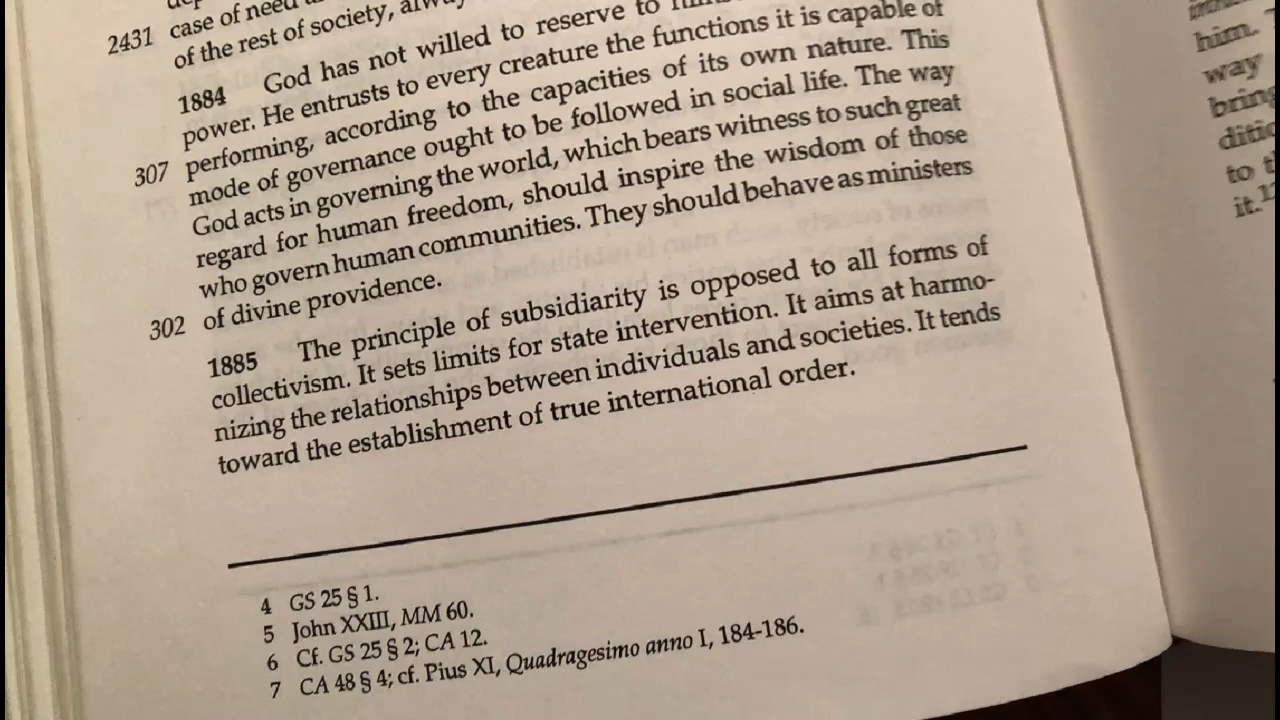 2431 case of need
of the rest of society,
1884 God has not willed to reserve to
power. He entrusts to every creature the functions it is capable of
307 performing, according to the capacities of its own nature. This
mode of governance ought to be followed in social life. The way
God acts in governing the world, which bears witness to such great
regard for human freedom, should inspire the wisdom of those
who govern human communities. They should behave as ministers
302 of divine providence.
1885 The principle of subsidiarity is opposed to all forms of
collectivism. It sets limits for state intervention. It aims at harmo-
nizing the relationships between individuals and societies. It tends
toward the establishment of true international order.
4 GS 25 § 1.
5 John XXIII, MM 60.
6 Cf. GS 25 § 2; CA 12.
7 CA 48 § 4; cf. Pius XI, Quadragesimo anno I, 184-186.
him.
way
bring
ditio
to t
it.